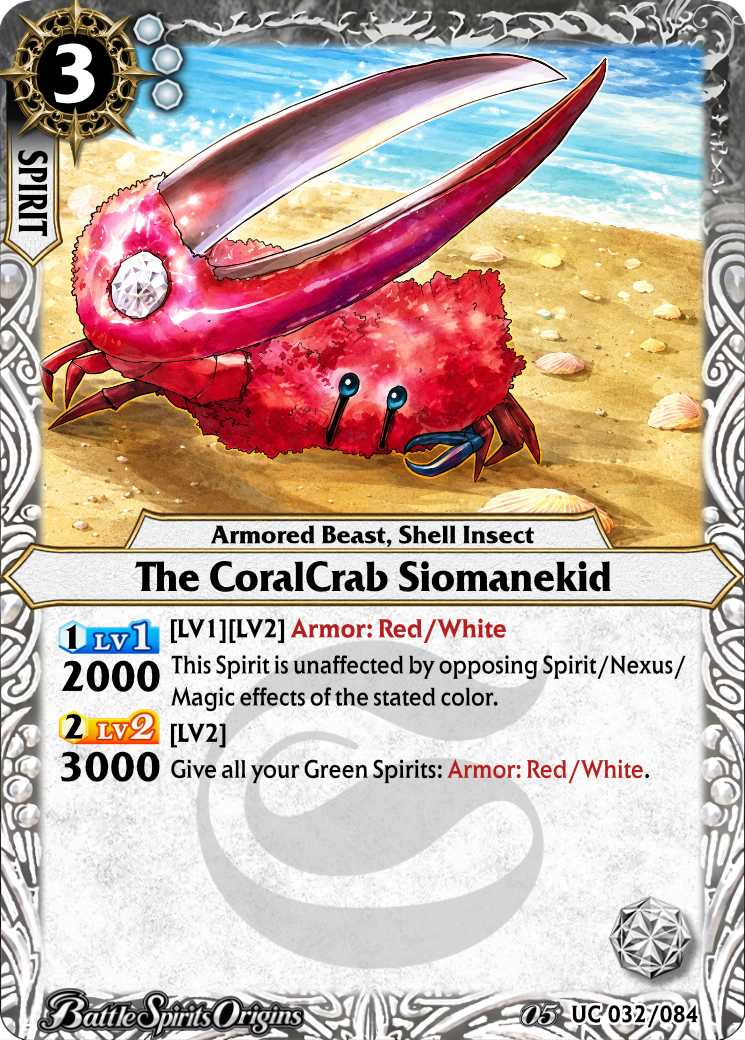 3
SPIRIT
Armored Beast, Shell Insect
The CoralCrab Siomanekid
1 LV1
2000
[LV1][LV2] Armor: Red/White
This Spirit is unaffected by opposing Spirit/Nexus/
Magic effects of the stated color.
2 LV2
3000
[LV2]
Give all your Green Spirits: Armor: Red/White.
Battle Spirits Origins
05 UC 032/084